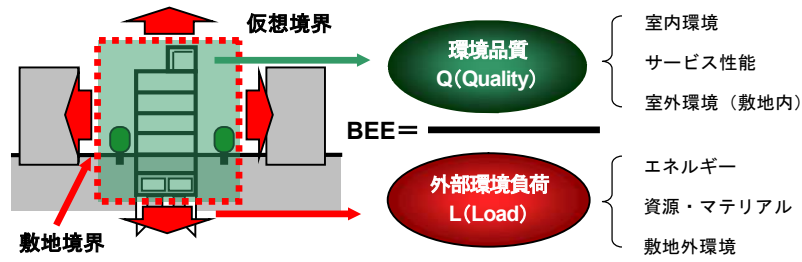 仮想境界
環境品質
Q(Quality)
室内環境
サービス性能
室外環境（敷地内）
BEE＝
外部環境負荷
L(Load)
エネルギー
資源・マテリアル
敷地外環境
敷地境界